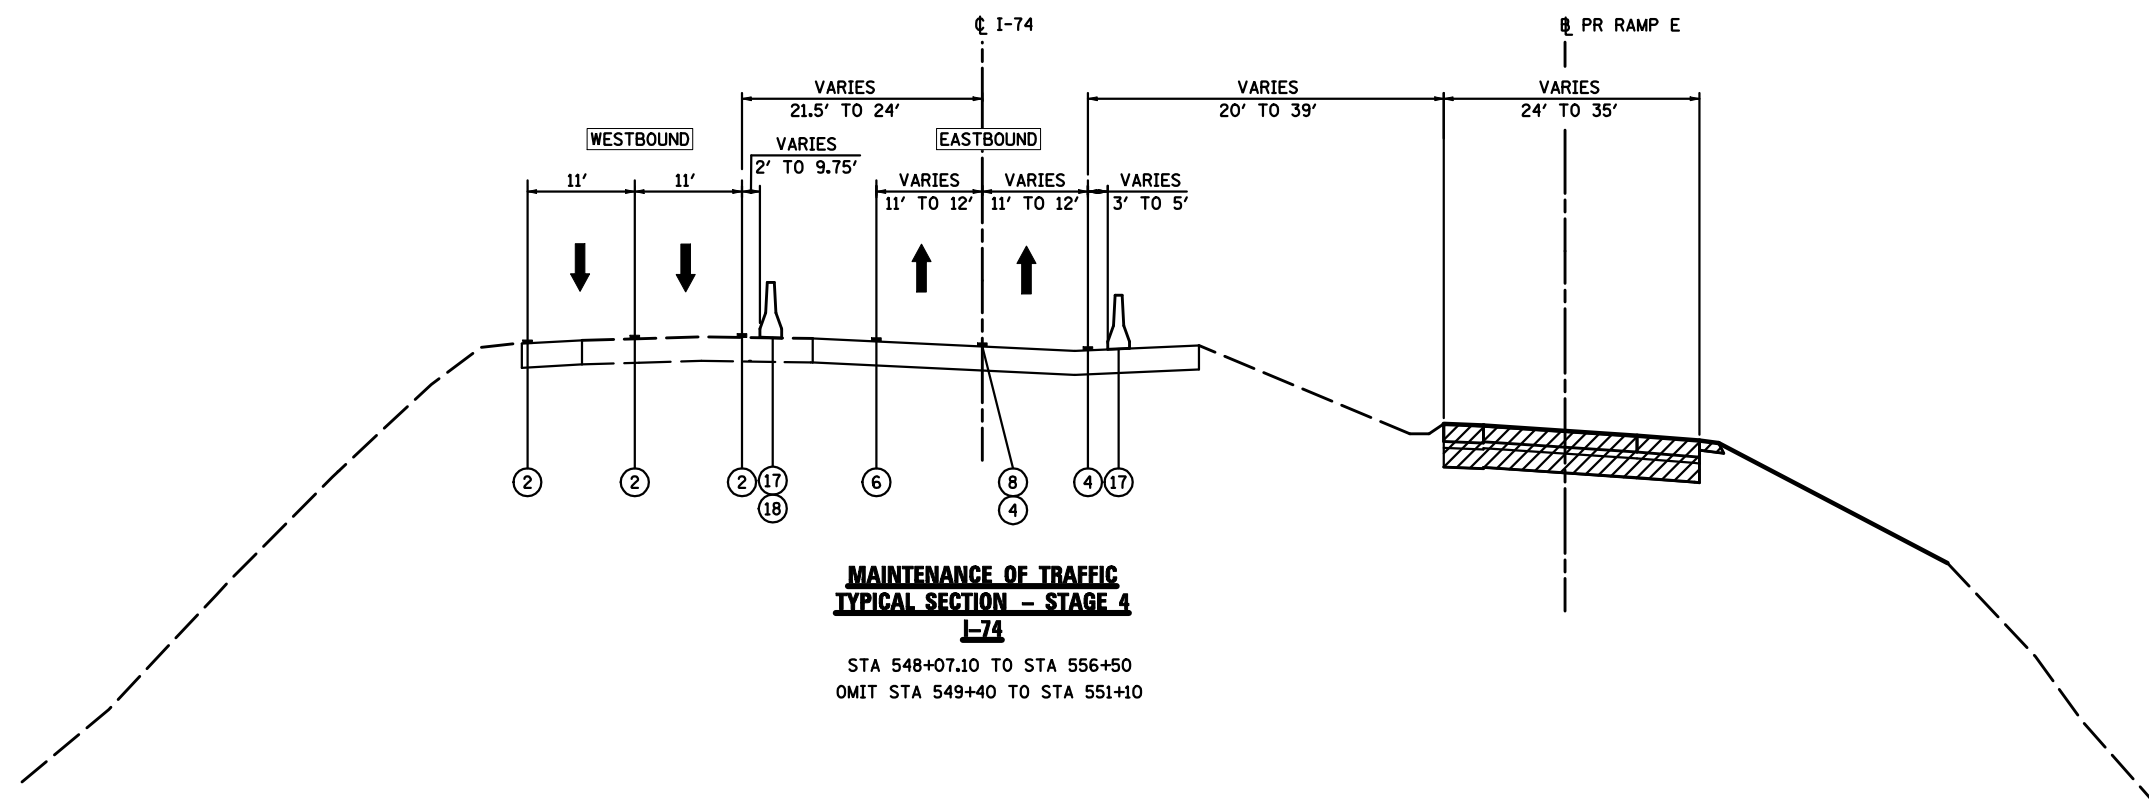 ℄ I-74
B̵L PR RAMP E
VARIES
21.5' TO 24'
VARIES
20' TO 39'
VARIES
24' TO 35'
WESTBOUND
EASTBOUND
VARIES
2' TO 9.75'
11'
11'
VARIES
11' TO 12'
VARIES
11' TO 12'
VARIES
3' TO 5'
2
2
2
17
18
6
8
4
4
17
MAINTENANCE OF TRAFFIC
TYPICAL SECTION - STAGE 4
I-74
STA 548+07.10 TO STA 556+50
OMIT STA 549+40 TO STA 551+10